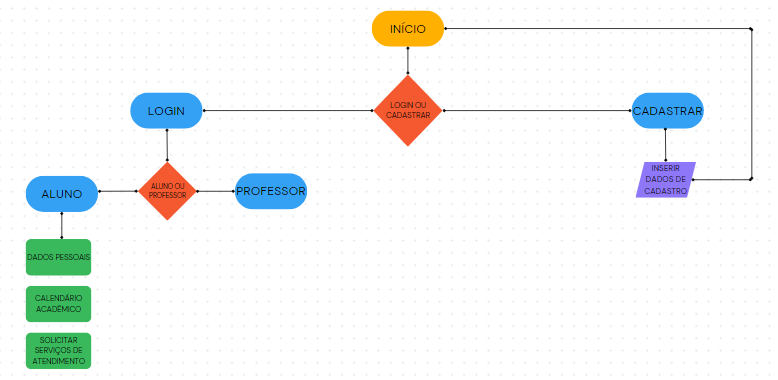 INÍCIO
LOGIN
LOGIN OU
CADASTRAR
CADASTRAR
INSERIR
DADOS DE
CADASTRO
ALUNO
ALUNO OU
PROFESSOR
PROFESSOR
DADOS PESSOAIS
CALENDÁRIO
ACADÊMICO
SOLICITAR
SERVIÇOS DE
ATENDIMENTO